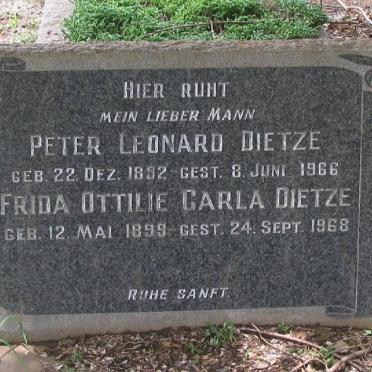 HIER RUHT
MEIN LIEBER MANN
PETER LEONARD DIETZE
GEB. 22. DEZ. 1892 - GEST. 8. JUNI 1966
FRIDA OTTILIE CARLA DIETZE
GEB. 12. MAI 1899 - GEST. 24. SEPT. 1968
RUHE SANFT.